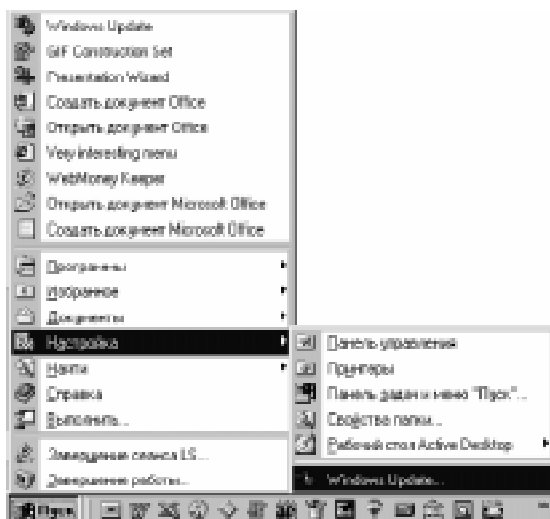 Windows Update
GIF Construction Set
Presentation Wizard
Создать документ Office
Открыть документ Office
Very interesting menu
WebMoney Keeper
Открыть документ Microsoft Office
Создать документ Microsoft Office
Программы
Избранное
Документы
Настройка
Найти
Справка
Выполнить...
Завершение сеанса LS...
Завершение работы...
Панель управления
Принтеры
Панель задач и меню "Пуск"...
Свойства папки...
Рабочий стол Active Desktop
Windows Update...
Пуск